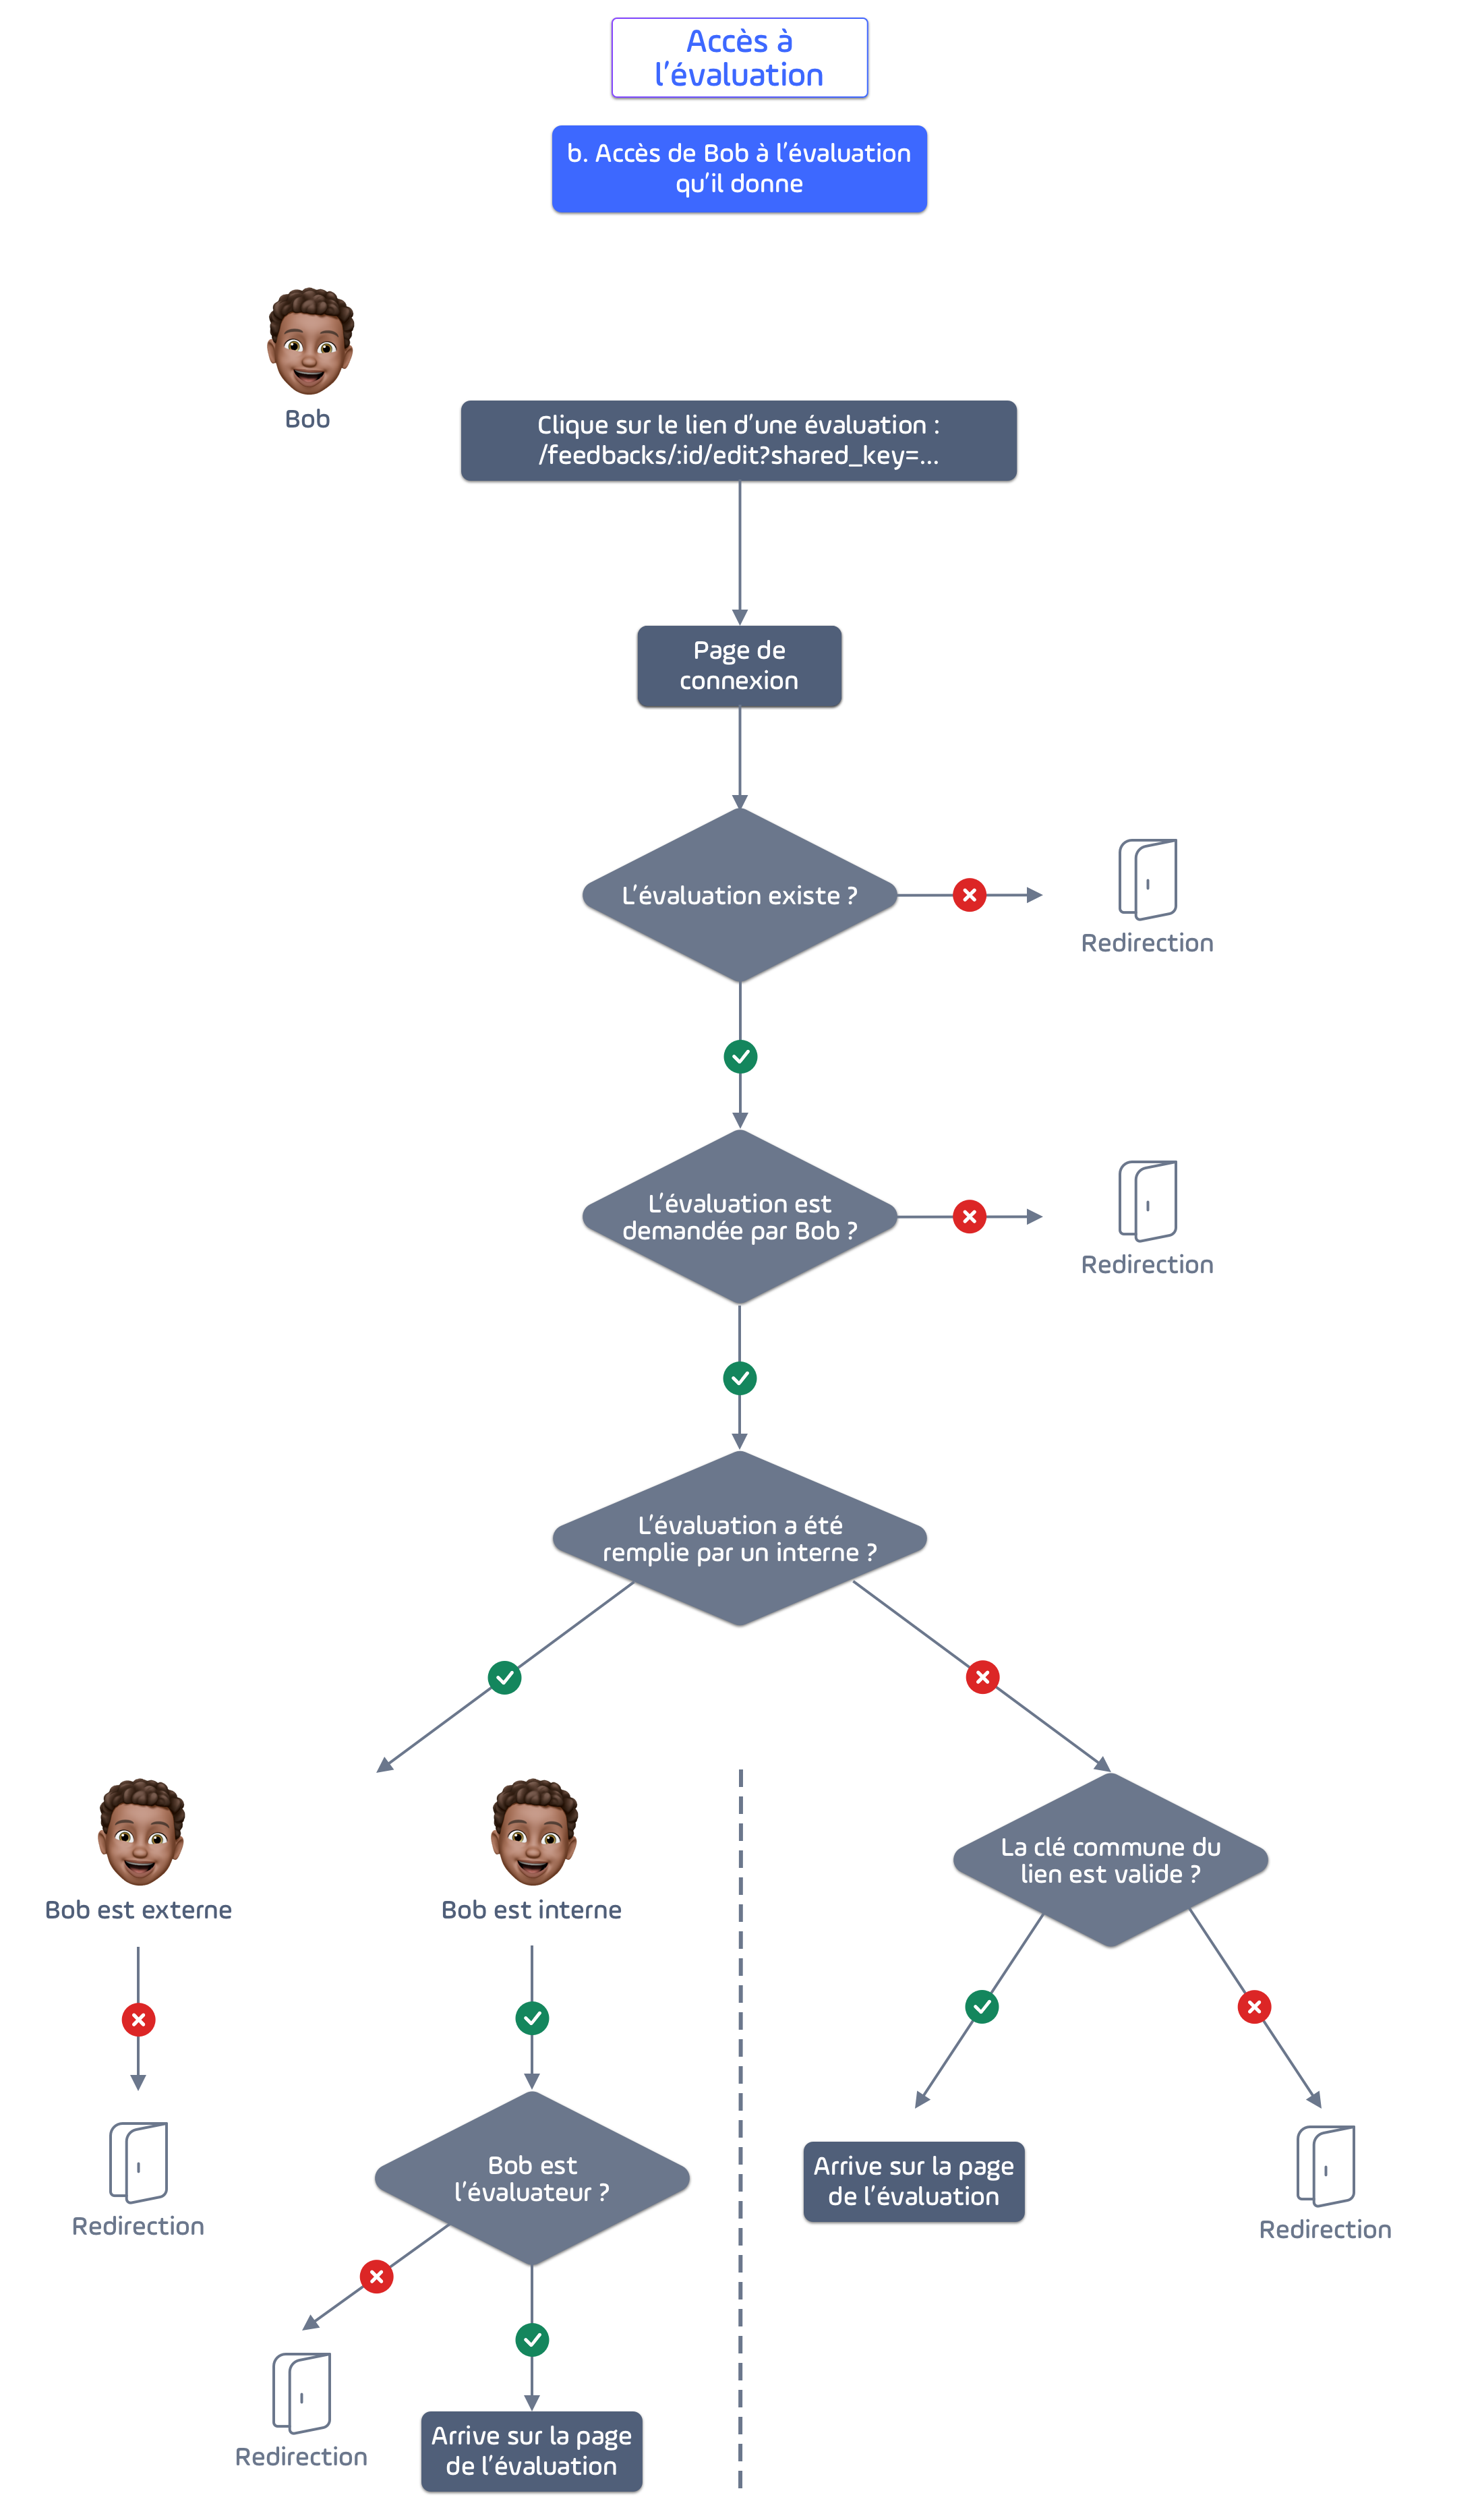 Accès à
l'évaluation
b. Accès de Bob à l'évaluation
qu'il donne
Bob
Clique sur le lien d'une évaluation :
/feedbacks/:id/edit?shared_key=...
Page de
connexion
L'évaluation existe ?
Redirection
L'évaluation est
demandée par Bob ?
Redirection
L'évaluation a été
remplie par un interne ?
Bob est externe
Bob est interne
La clé commune du
lien est valide ?
Redirection
Bob est
l'évaluateur ?
Arrive sur la page
de l'évaluation
Redirection
Redirection
Arrive sur la page
de l'évaluation